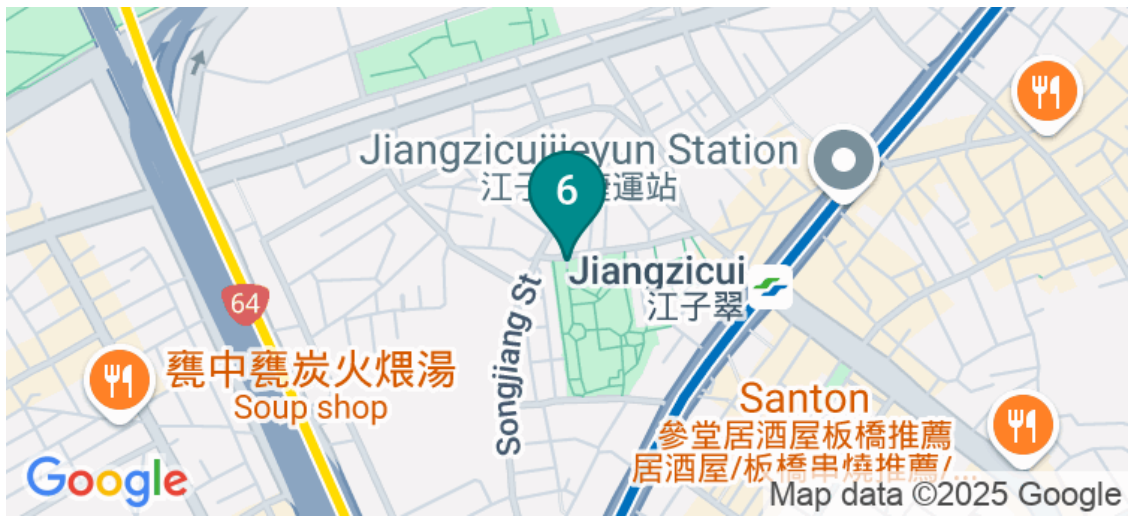 Jiangzicuijieyun Station
江子 捷運站
6
Jiangzicui
江子翠
64
Songjiang St
甕中甕炭火煨湯
Soup shop
Santon
參堂居酒屋板橋推薦
居酒屋/板橋串燒推薦/...
Google
Map data ©2025 Google